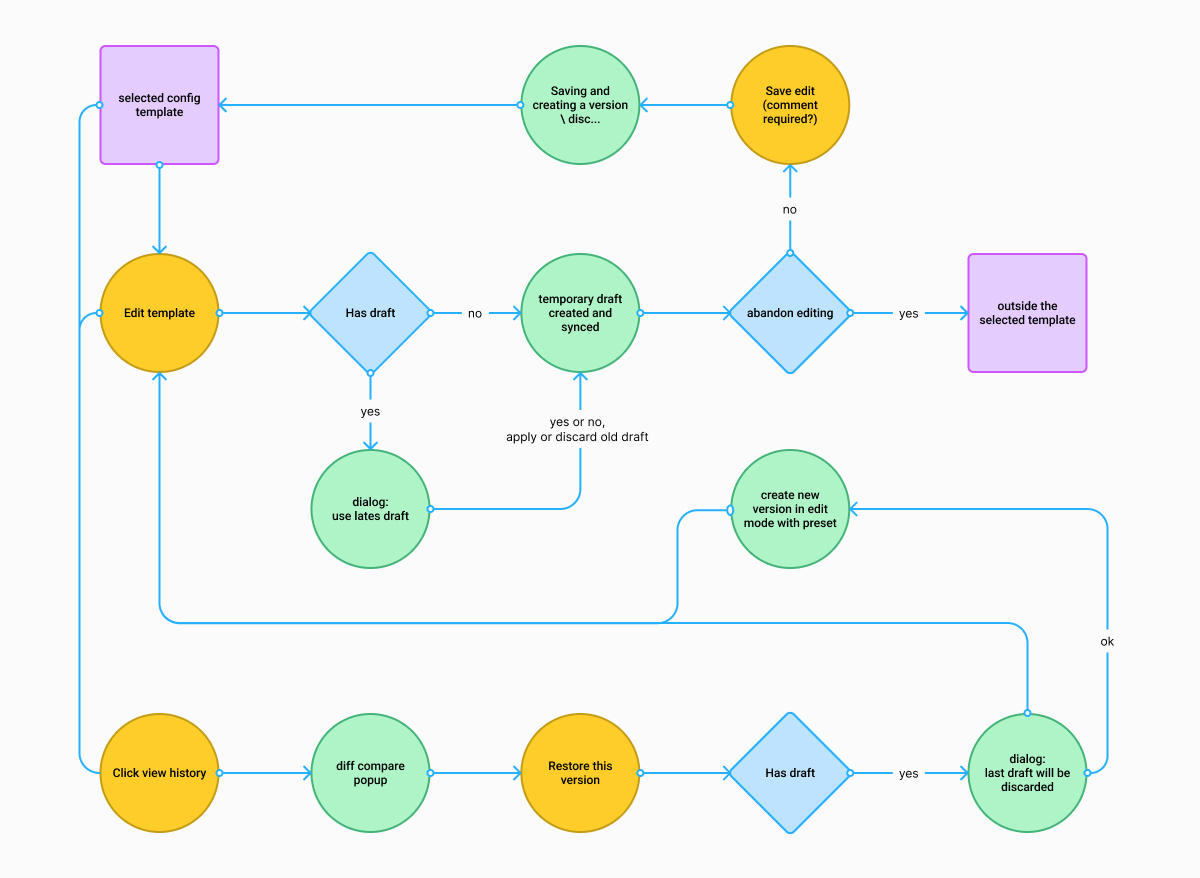 selected config
template
Saving and
creating a version
\ disc...
Save edit
(comment
required?)
no
Edit template
Has draft
no
temporary draft
created and
synced
abandon editing
yes
outside the
selected template
yes
yes or no,
apply or discard old draft
dialog:
use lates draft
create new
version in edit
mode with preset
ok
Click view history
diff compare
popup
Restore this
version
Has draft
yes
dialog:
last draft will be
discarded